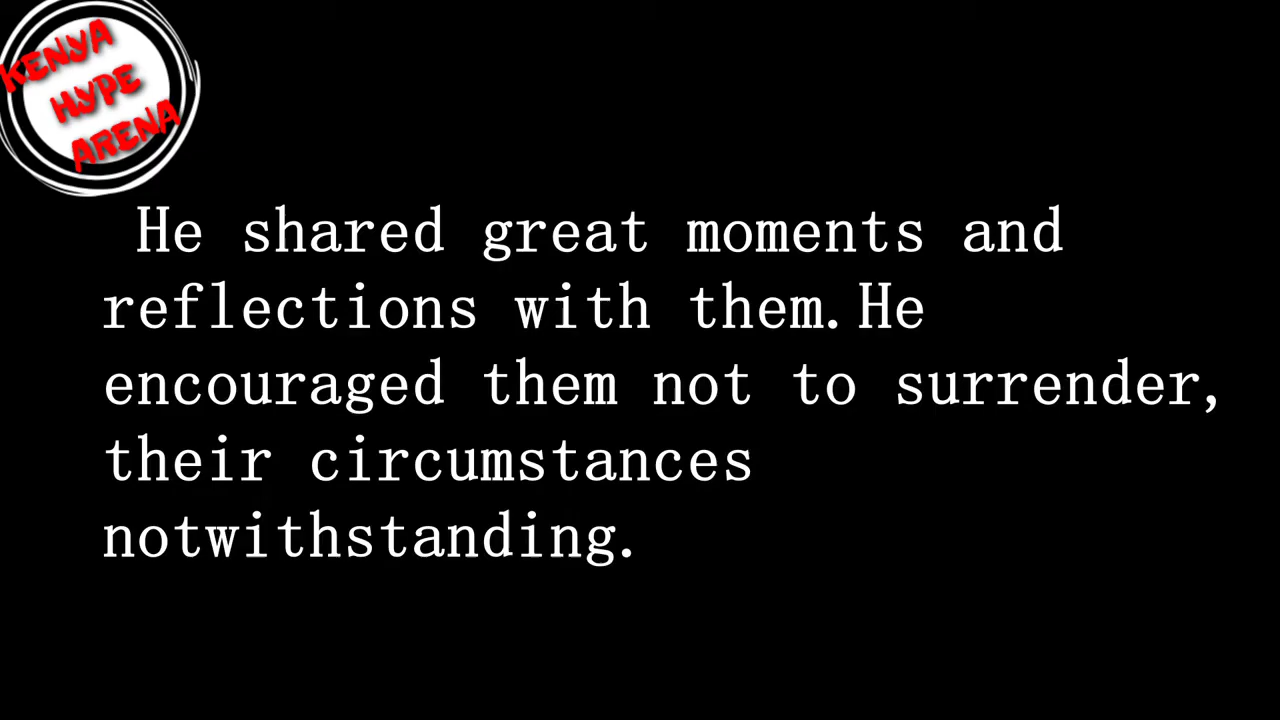 KENYA
HYPE
ARENA
He shared great moments and
reflections with them.He
encouraged them not to surrender,
their circumstances
notwithstanding.